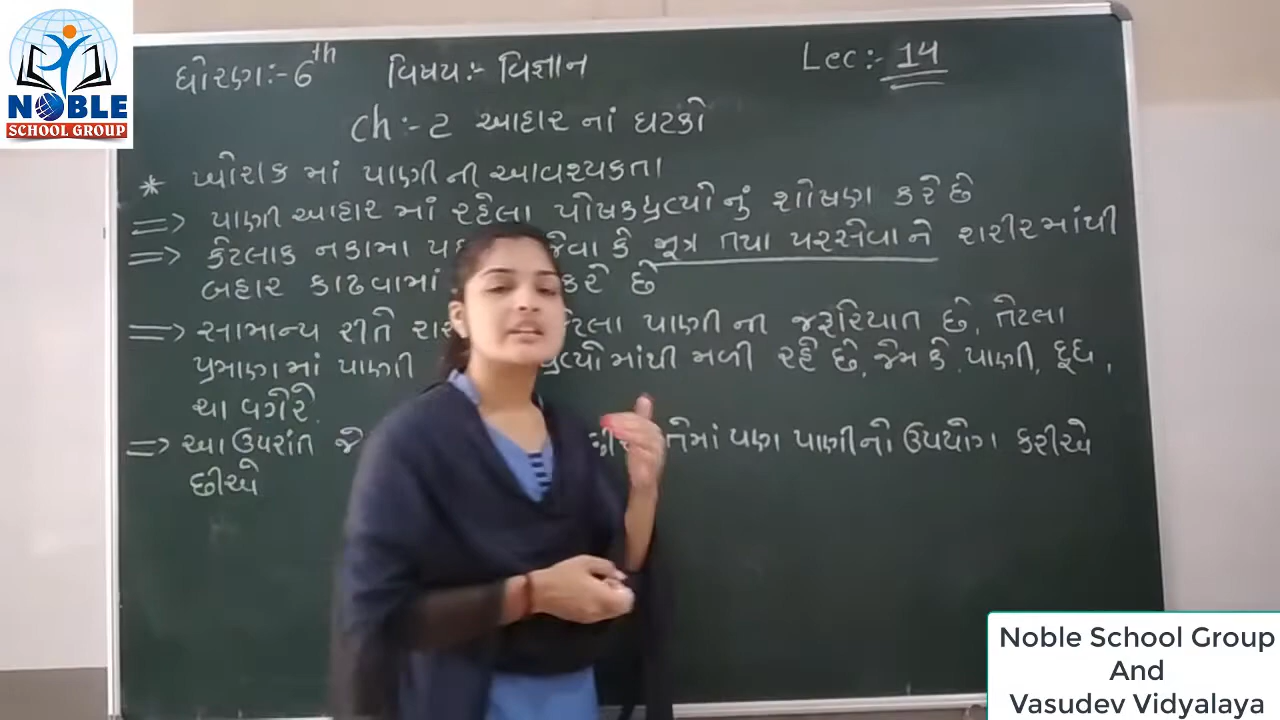 NOBLE
SCHOOL GROUP
ધોરણ:- 6th વિષય:- વિજ્ઞાન Lec:- 14
ch:- 2 આહાર નાં ઘટકો
* ખોરાક માં પાણી ની આવશ્યકતા
=> પાણી આહાર માં રહેલા પોષકદ્રવ્યો નું શોષણ કરે છે
=> કેટલાક નકામા જેવા કે મૂત્ર તથા પરસેવા ને શરીરમાંથી
બહાર કાઢવામાં કરે છે
=> સામાન્ય રીતે પાણી ની જરૂરિયાત છે, તેટલા
પ્રમાણમાં પાણી મળી રહે છે, જેમ કે પાણી, દૂધ,
ચા વગેરે.
=> આ ઉપરાંત તેમાં પણ પાણીનો ઉપયોગ કરીએ
છીએ
Noble School Group
And
Vasudev Vidyalaya